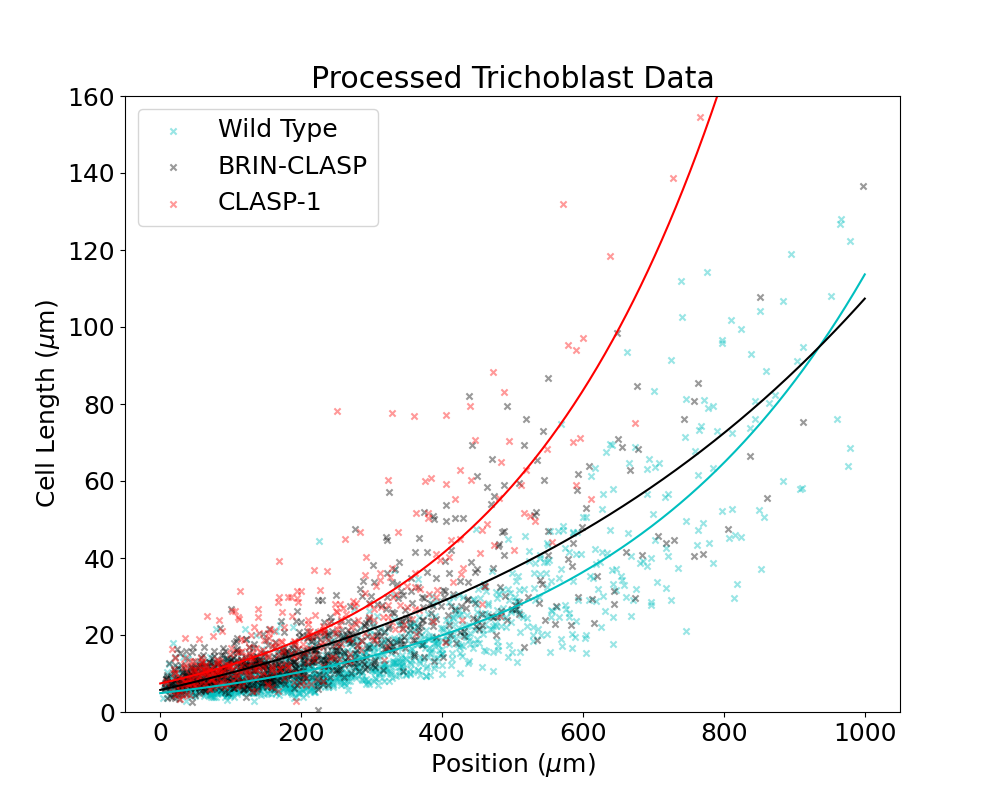 Processed Trichoblast Data
160
140
120
100
80
60
40
20
0
Cell Length (μm)
Wild Type
BRIN-CLASP
CLASP-1
0 200 400 600 800 1000
Position (μm)